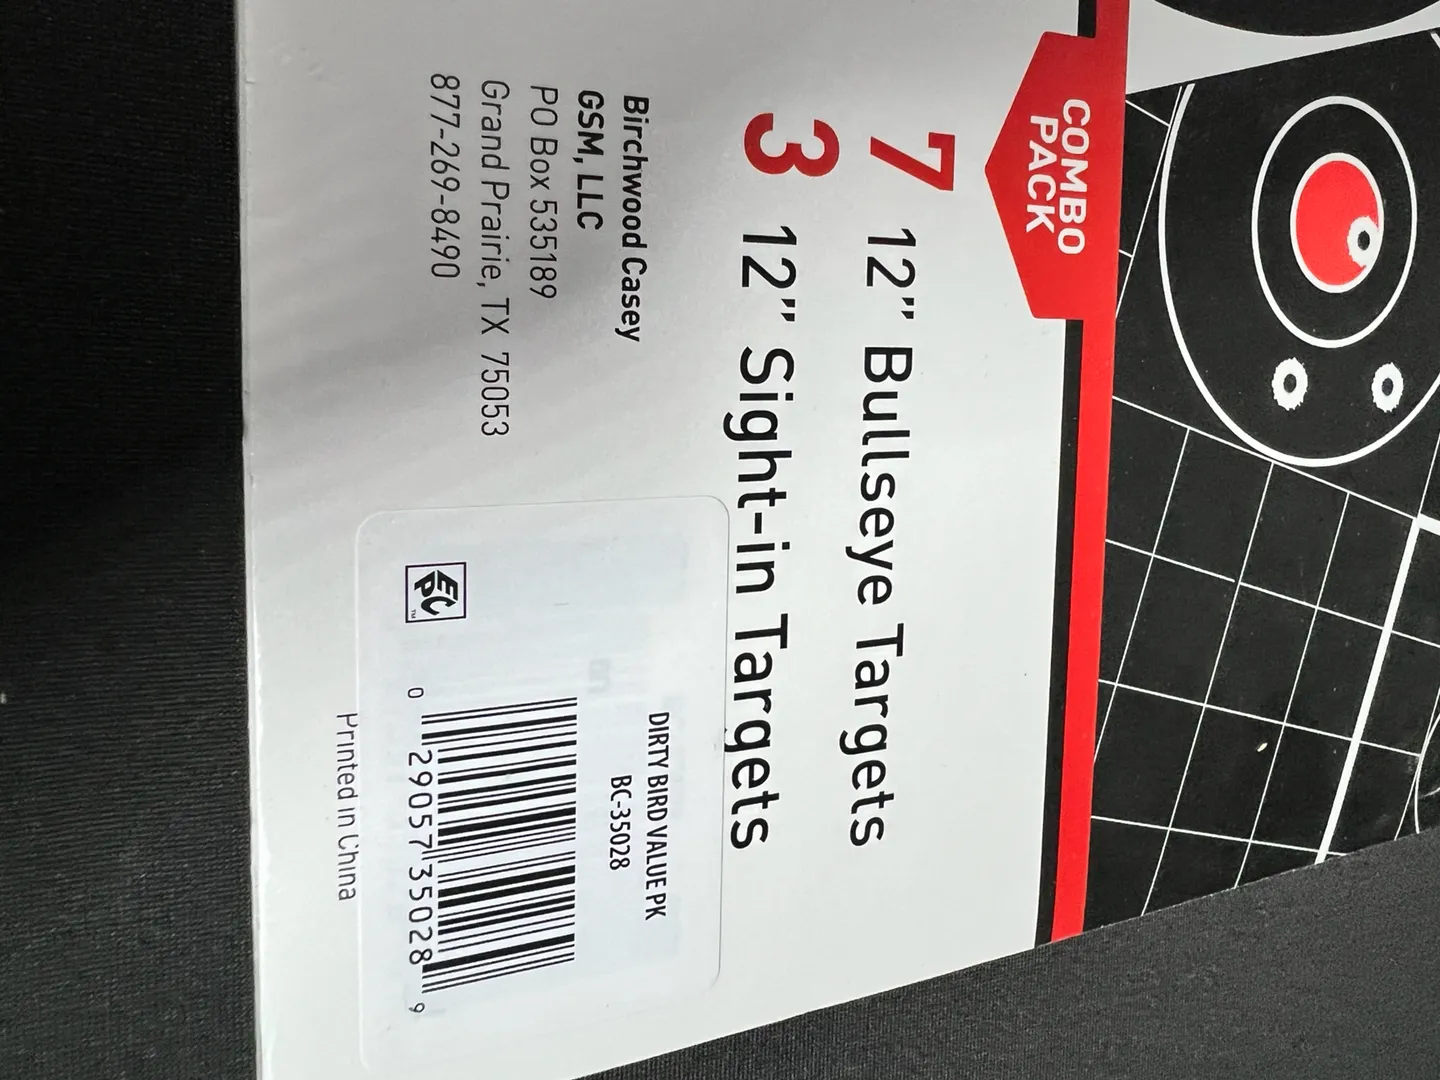 COMBO
PACK
7 12" Bullseye Targets
3 12" Sight-in Targets
Birchwood Casey
GSM, LLC
PO Box 535189
Grand Prairie, TX 75053
877-269-8490
DIRTY BIRD VALUE PK
BC-35028
EPC
TM
0 29057 35028 9
Printed in China